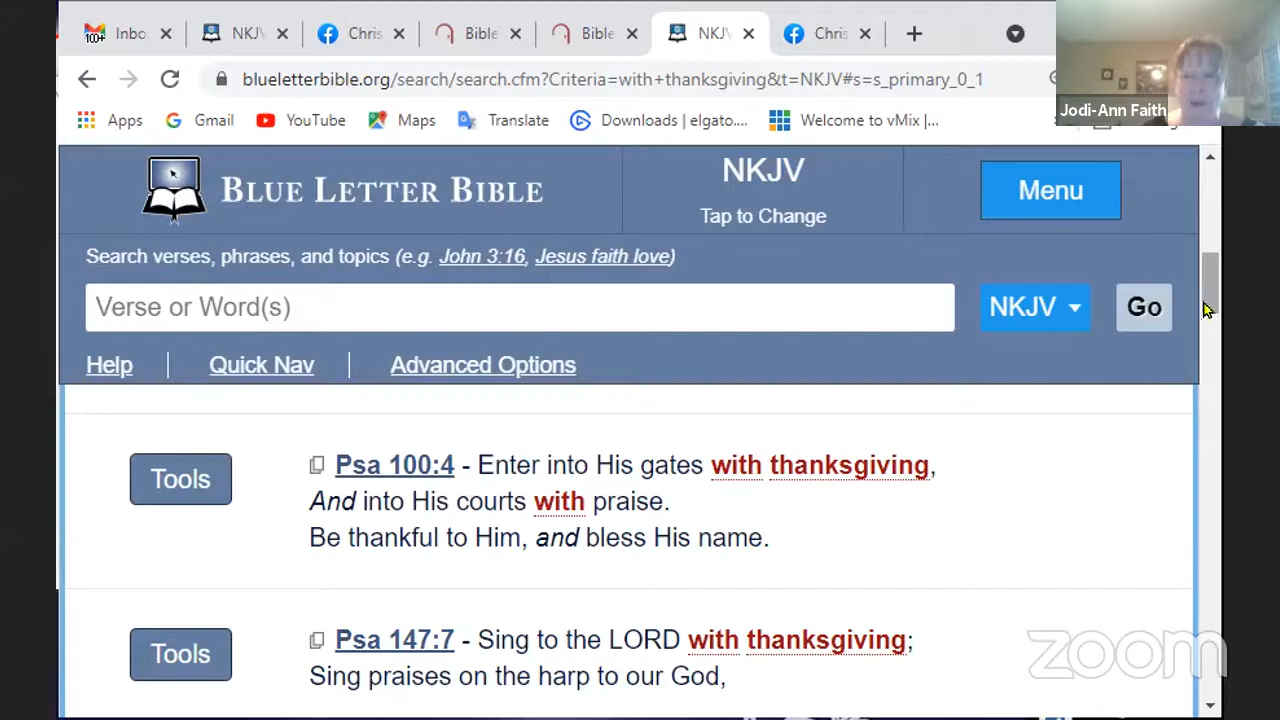 Inbo
NKJV
Chris
Bible
Bible
NKJV
Chris
blueletterbible.org/search/search.cfm?Criteria=with+thanksgiving&t=NKJV#s=s_primary_0_1
Apps
Gmail
YouTube
Maps
Translate
Downloads | elgato....
Welcome to vMix |...
Jodi-Ann Faith
BLUE LETTER BIBLE
NKJV
Tap to Change
Menu
Search verses, phrases, and topics (e.g. John 3:16, Jesus faith love)
Verse or Word(s)
NKJV
Go
Help | Quick Nav | Advanced Options
Tools
Psa 100:4 - Enter into His gates with thanksgiving,
And into His courts with praise.
Be thankful to Him, and bless His name.
Tools
Psa 147:7 - Sing to the LORD with thanksgiving;
Sing praises on the harp to our God,
zoom